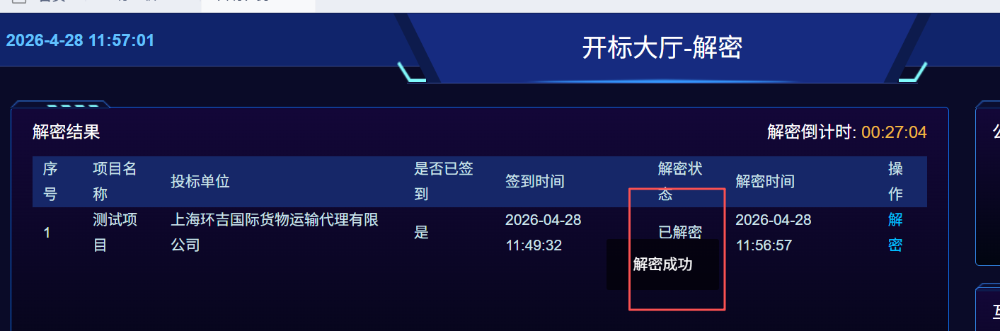 2026-4-28 11:57:01
开标大厅-解密
解密结果
解密倒计时: 00:27:04
序号
项目名称
投标单位
是否已签到
签到时间
解密状态
解密时间
操作
1
测试项目
上海环吉国际货物运输代理有限
公司
是
2026-04-28
11:49:32
已解密
2026-04-28
11:56:57
解密
解密成功